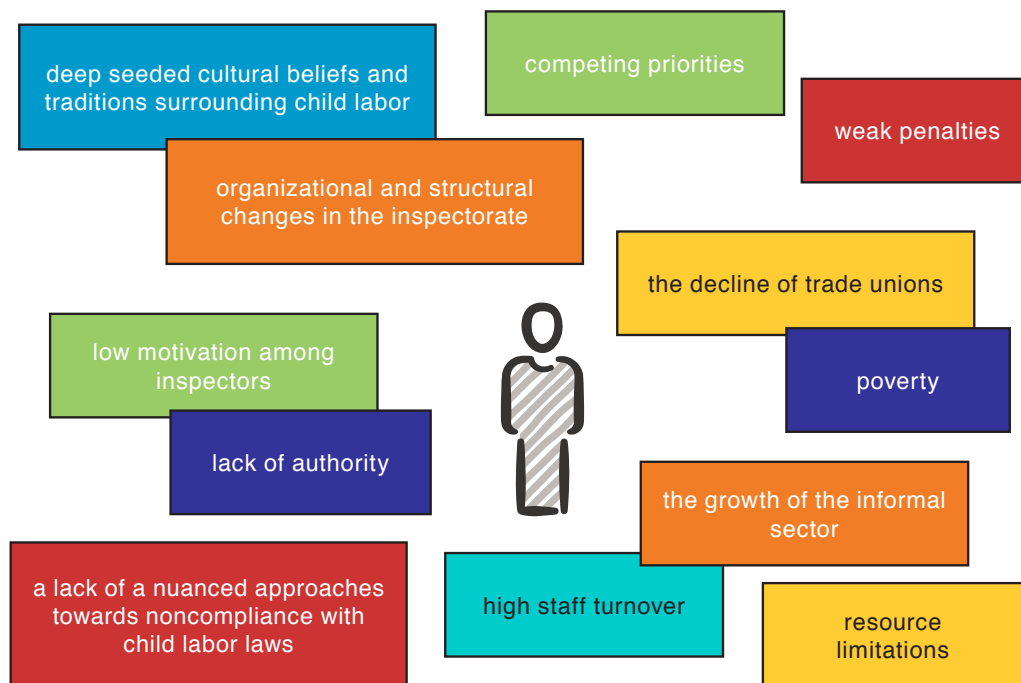 deep seeded cultural beliefs and
traditions surrounding child labor
competing priorities
weak penalties
organizational and structural
changes in the inspectorate
the decline of trade unions
low motivation among
inspectors
poverty
lack of authority
the growth of the informal
sector
a lack of a nuanced approaches
towards noncompliance with
child labor laws
high staff turnover
resource
limitations